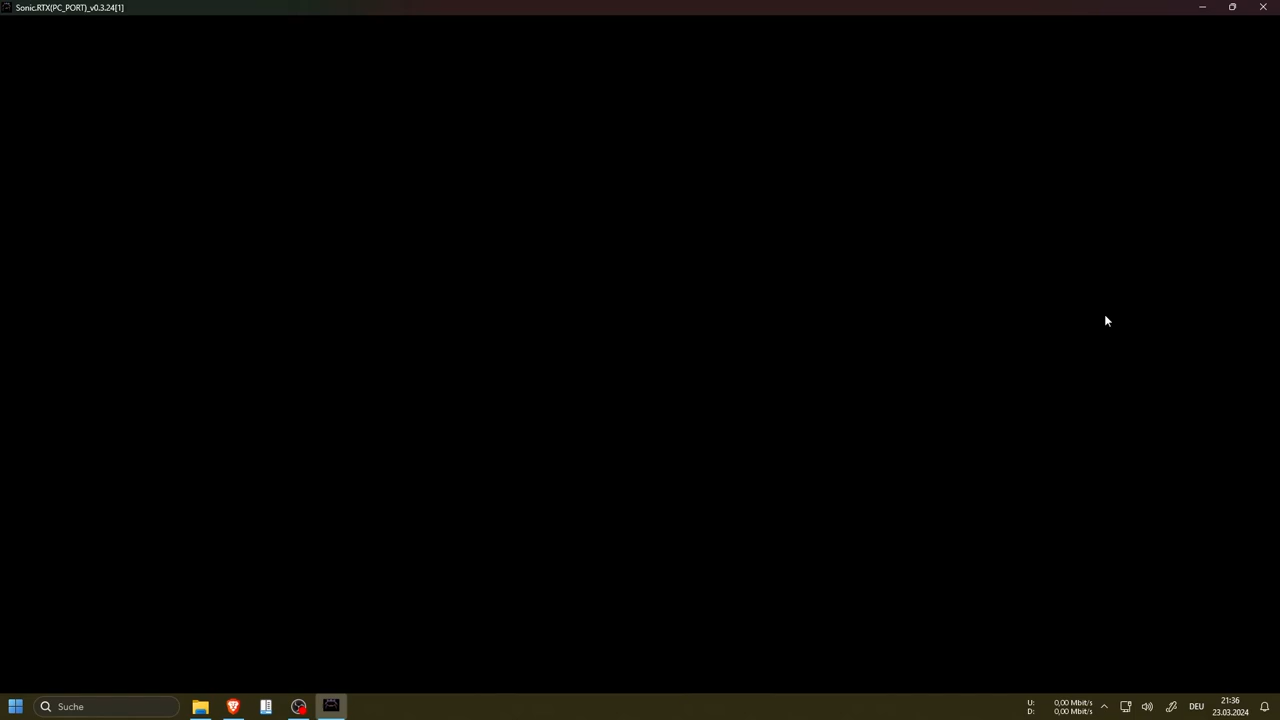 Sonic.RTX(PC_PORT)_v0.3.24[1]
Suche
U: 0,00 Mbit/s
D: 0,00 Mbit/s
DEU
21:36
23.03.2024